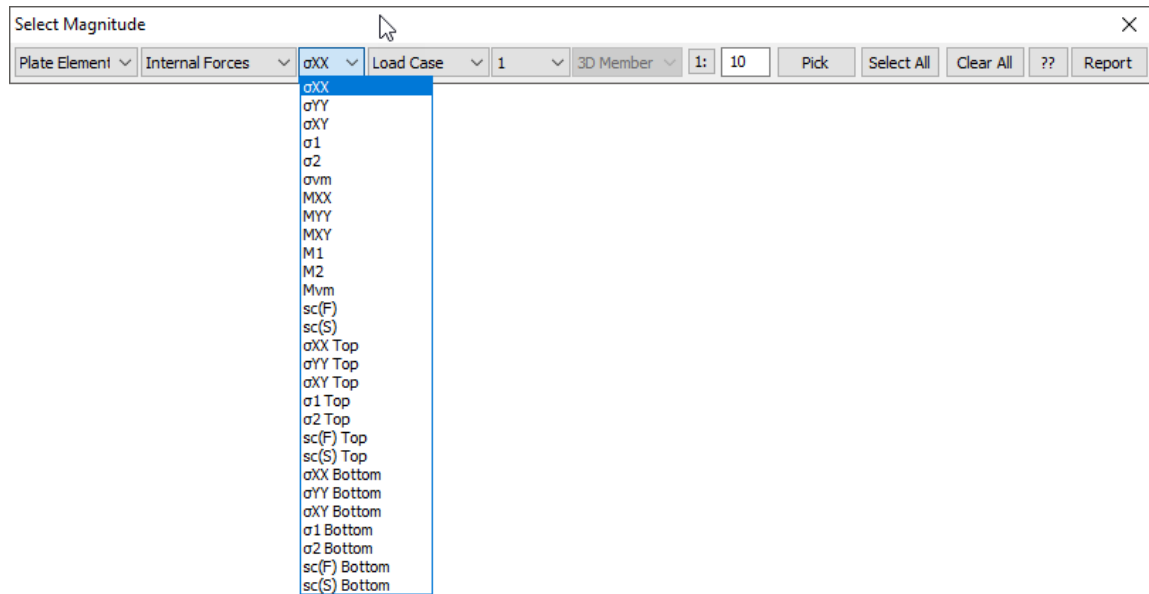 Select Magnitude
Plate Element Internal Forces σXX Load Case 1 3D Member 1: 10 Pick Select All Clear All ?? Report
σXX
σYY
σXY
σ1
σ2
σvm
MXX
MYY
MXY
M1
M2
Mvm
sc(F)
sc(S)
σXX Top
σYY Top
σXY Top
σ1 Top
σ2 Top
sc(F) Top
sc(S) Top
σXX Bottom
σYY Bottom
σXY Bottom
σ1 Bottom
σ2 Bottom
sc(F) Bottom
sc(S) Bottom